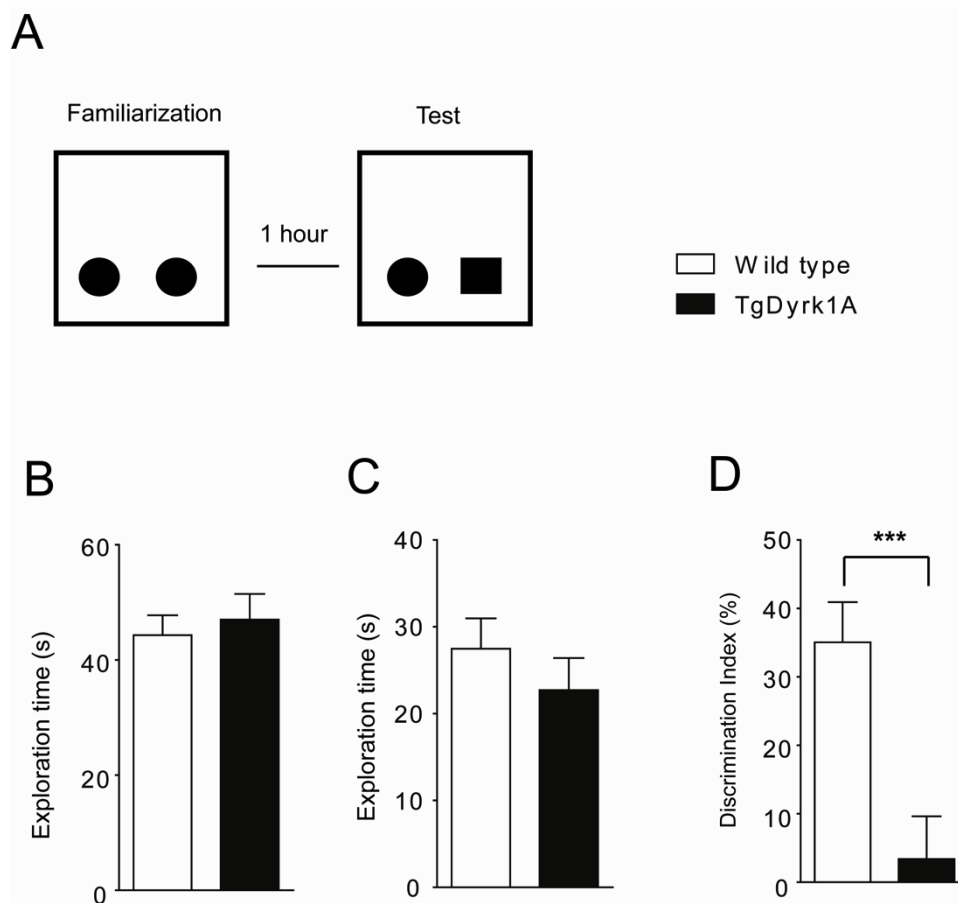 A
Familiarization
Test
1 hour
Wild type
TgDyrk1A
B
Exploration time (s)
60
40
20
0
C
Exploration time (s)
40
30
20
10
0
D
Discrimination Index (%)
50
40
30
20
10
0
***